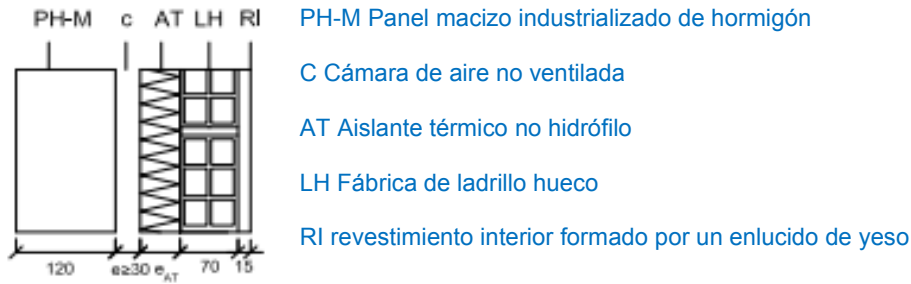 PH-M c AT LH RI
PH-M Panel macizo industrializado de hormigón
C Cámara de aire no ventilada
AT Aislante térmico no hidrófilo
LH Fábrica de ladrillo hueco
RI revestimiento interior formado por un enlucido de yeso
120 e≥30 eAT 70 15